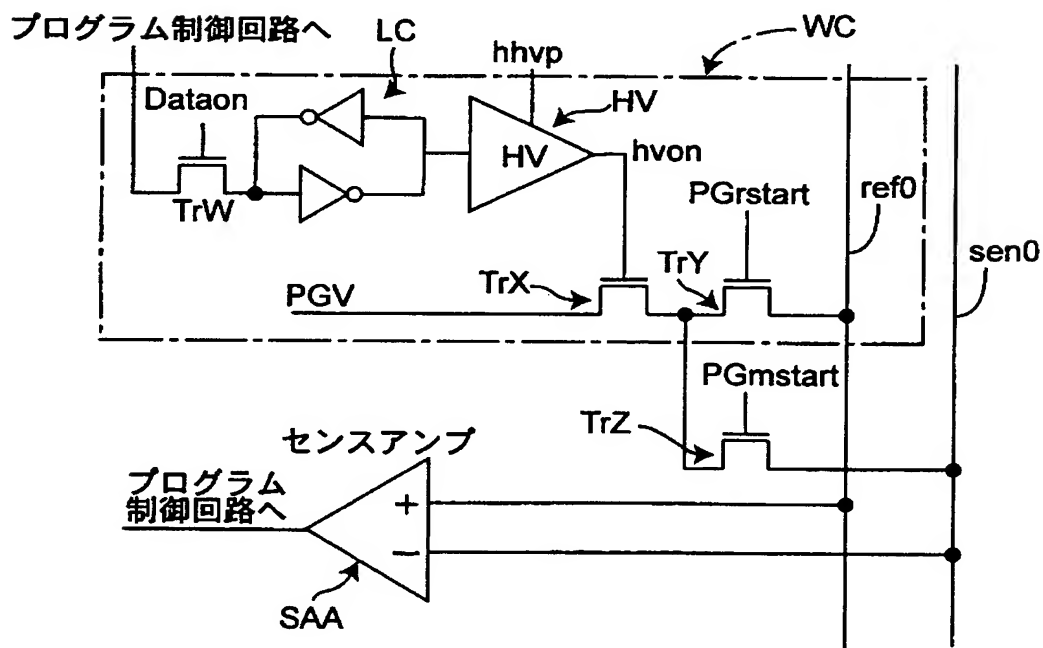 プログラム制御回路へ
LC
WC
hhvp
Dataon
HV
HV
hvon
TrW
PGrstart
ref0
sen0
PGV
TrX
TrY
PGmstart
TrZ
センスアンプ
プログラム
制御回路へ
+
−
SAA